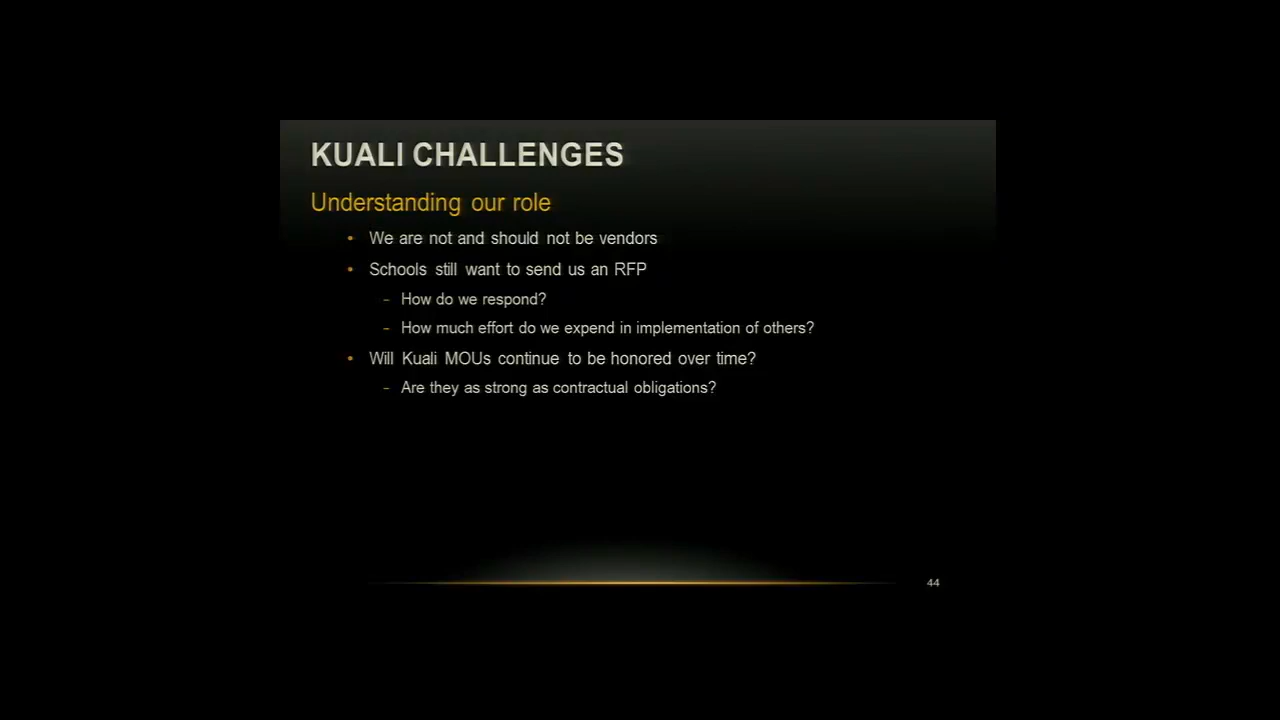 KUALI CHALLENGES
Understanding our role
• We are not and should not be vendors
• Schools still want to send us an RFP
- How do we respond?
- How much effort do we expend in implementation of others?
• Will Kuali MOUs continue to be honored over time?
- Are they as strong as contractual obligations?
44